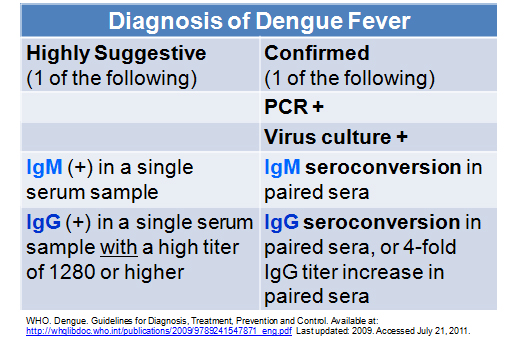 Diagnosis of Dengue Fever
Highly Suggestive
(1 of the following)
Confirmed
(1 of the following)
PCR +
Virus culture +
IgM (+) in a single
serum sample
IgM seroconversion in
paired sera
IgG (+) in a single serum
sample with a high titer
of 1280 or higher
IgG seroconversion in
paired sera, or 4-fold
IgG titer increase in
paired sera
WHO. Dengue. Guidelines for Diagnosis, Treatment, Prevention and Control. Available at:
http://whqlibdoc.who.int/publications/2009/9789241547871_eng.pdf Last updated: 2009. Accessed July 21, 2011.